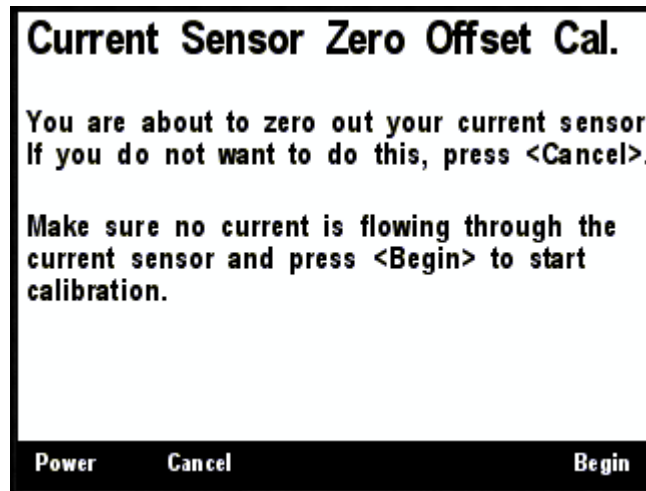 Current Sensor Zero Offset Cal.
You are about to zero out your current sensor
If you do not want to do this, press <Cancel>.
Make sure no current is flowing through the
current sensor and press <Begin> to start
calibration.
Power Cancel Begin